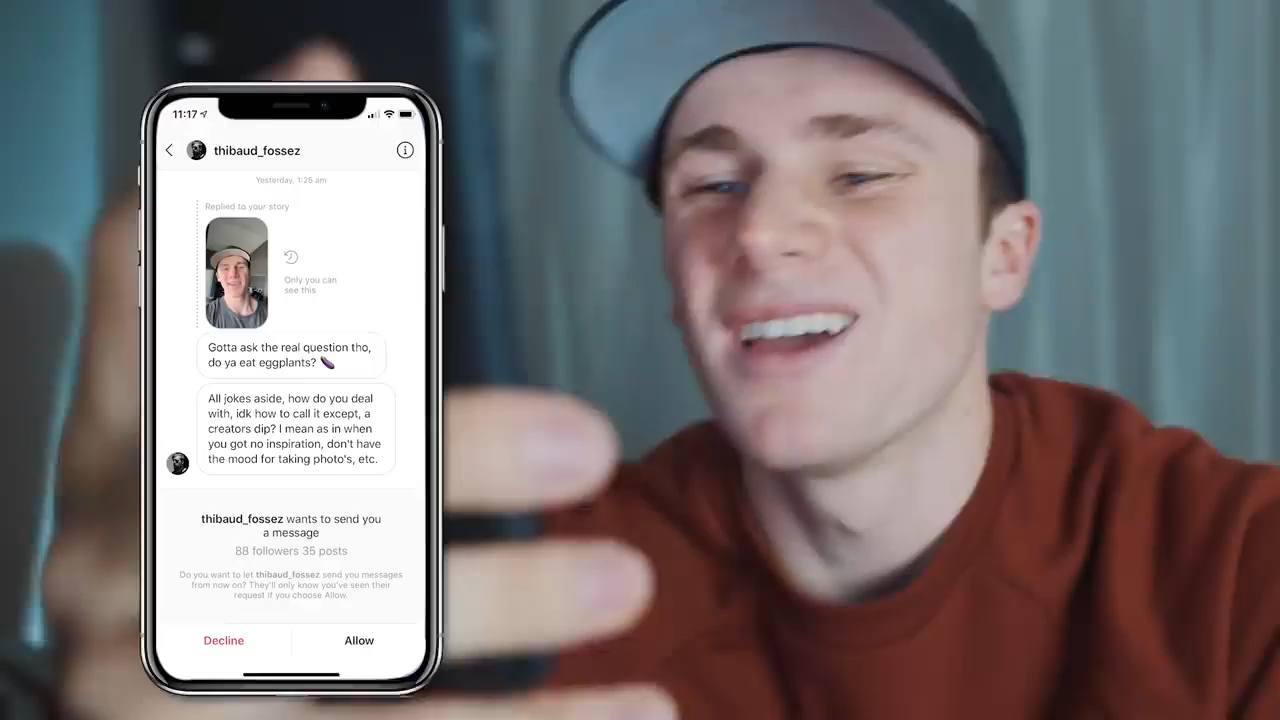 11:17
thibaud_fossez
Yesterday, 1:25 am
Replied to your story
Only you can
see this
Gotta ask the real question tho,
do ya eat eggplants? 🍆
All jokes aside, how do you deal
with, idk how to call it except, a
creators dip? I mean as in when
you got no inspiration, don't have
the mood for taking photo's, etc.
thibaud_fossez wants to send you
a message
88 followers 35 posts
Do you want to let thibaud_fossez send you messages
from now on? They'll only know you've seen their
request if you choose Allow.
Decline
Allow